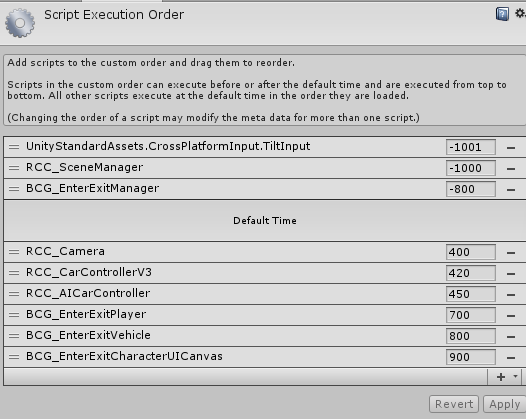 Script Execution Order
Add scripts to the custom order and drag them to reorder.
Scripts in the custom order can execute before or after the default time and are executed from top to
bottom. All other scripts execute at the default time in the order they are loaded.
(Changing the order of a script may modify the meta data for more than one script.)
UnityStandardAssets.CrossPlatformInput.TiltInput -1001
RCC_SceneManager -1000
BCG_EnterExitManager -800
Default Time
RCC_Camera 400
RCC_CarControllerV3 420
RCC_AICarController 450
BCG_EnterExitPlayer 700
BCG_EnterExitVehicle 800
BCG_EnterExitCharacterUICanvas 900
Revert Apply